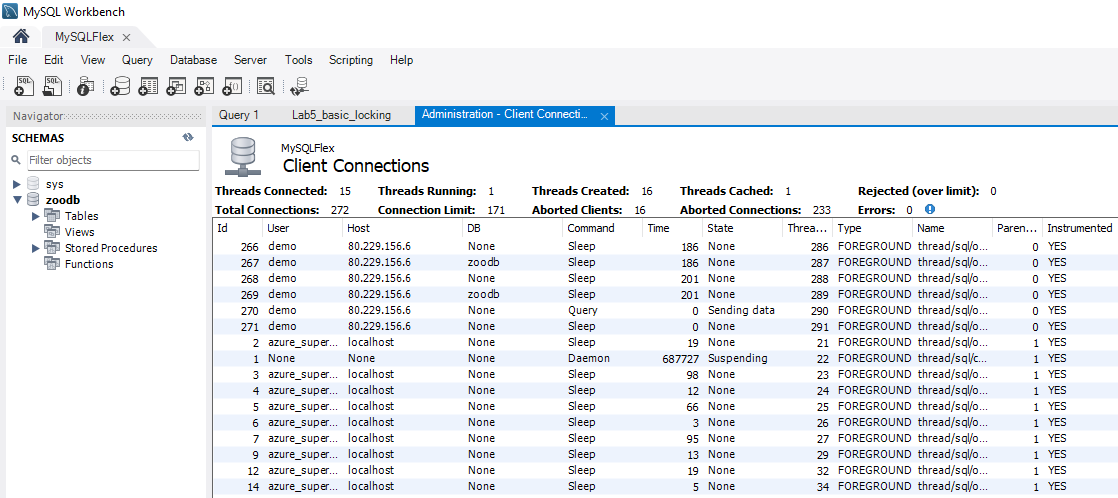 MySQL Workbench
MySQLFlex
File Edit View Query Database Server Tools Scripting Help
Navigator
SCHEMAS
Filter objects
sys
zoodb
Tables
Views
Stored Procedures
Functions
Query 1 Lab5_basic_locking Administration - Client Connecti...
MySQLFlex
Client Connections
Threads Connected: 15 Threads Running: 1 Threads Created: 16 Threads Cached: 1 Rejected (over limit): 0
Total Connections: 272 Connection Limit: 171 Aborted Clients: 16 Aborted Connections: 233 Errors: 0
Id User Host DB Command Time State Threa... Type Name Paren... Instrumented
266 demo 80.229.156.6 None Sleep 186 None 286 FOREGROUND thread/sql/o... 0 YES
267 demo 80.229.156.6 zoodb Sleep 186 None 287 FOREGROUND thread/sql/o... 0 YES
268 demo 80.229.156.6 None Sleep 201 None 288 FOREGROUND thread/sql/o... 0 YES
269 demo 80.229.156.6 zoodb Sleep 201 None 289 FOREGROUND thread/sql/o... 0 YES
270 demo 80.229.156.6 None Query 0 Sending data 290 FOREGROUND thread/sql/o... 0 YES
271 demo 80.229.156.6 None Sleep 0 None 291 FOREGROUND thread/sql/o... 0 YES
2 azure_super... localhost None Sleep 19 None 21 FOREGROUND thread/sql/o... 1 YES
1 None None None Daemon 687727 Suspending 22 FOREGROUND thread/sql/c... 1 YES
3 azure_super... localhost None Sleep 98 None 23 FOREGROUND thread/sql/o... 1 YES
4 azure_super... localhost None Sleep 12 None 24 FOREGROUND thread/sql/o... 1 YES
5 azure_super... localhost None Sleep 66 None 25 FOREGROUND thread/sql/o... 1 YES
6 azure_super... localhost None Sleep 3 None 26 FOREGROUND thread/sql/o... 1 YES
7 azure_super... localhost None Sleep 95 None 27 FOREGROUND thread/sql/o... 1 YES
9 azure_super... localhost None Sleep 13 None 29 FOREGROUND thread/sql/o... 1 YES
12 azure_super... localhost None Sleep 19 None 32 FOREGROUND thread/sql/o... 1 YES
14 azure_super... localhost None Sleep 5 None 34 FOREGROUND thread/sql/o... 1 YES